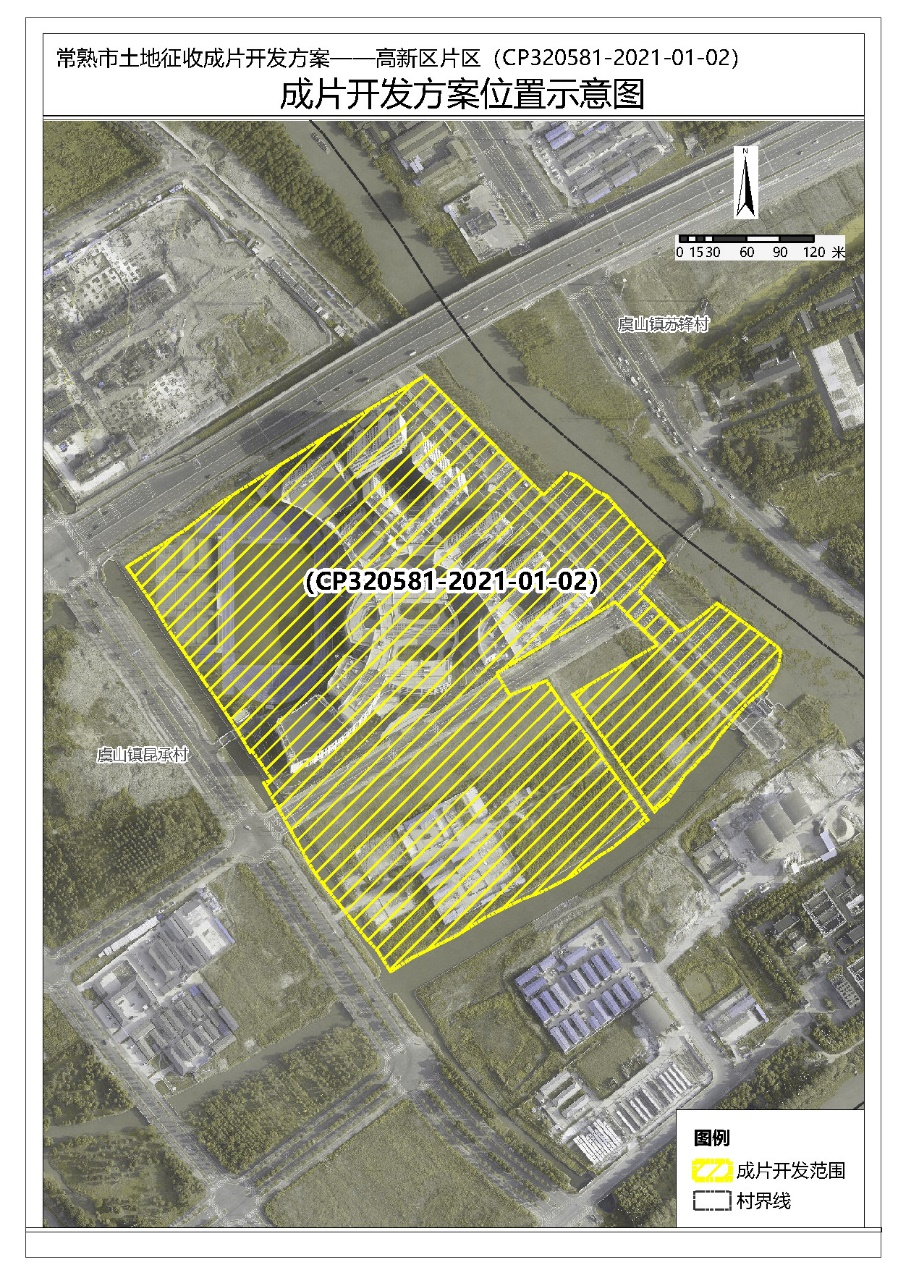 常熟市土地征收成片开发方案——高新区片区（CP320581-2021-01-02）
成片开发方案位置示意图
N
0 15 30 60 90 120 米
虞山镇苏锋村
(CP320581-2021-01-02)
虞山镇昆承村
图例
成片开发范围
村界线